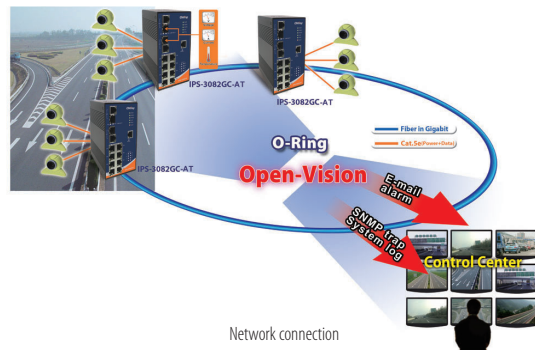 IPS-3082GC-AT
IPS-3082GC-AT
IPS-3082GC-AT
Fiber in Gigabit
Cat.5e(Power+Data)
O-Ring
Open-Vision
E-mail
alarm
SNMP trap
System log
Control Center
Network connection